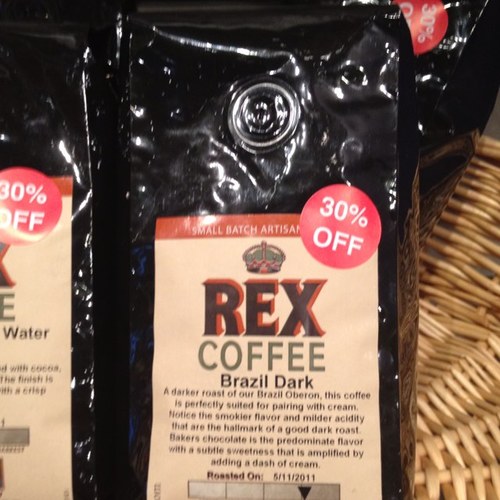 30%
30%
OFF
SMALL BATCH ARTISAN
30%
OFF
REX
COFFEE
Brazil Dark
A darker roast of our Brazil Oberon, this coffee
is perfectly suited for pairing with cream.
Notice the smokier flavor and milder acidity
that are the hallmark of a good dark roast.
Bakers chocolate is the predominate flavor
with a subtle sweetness that is amplified by
adding a dash of cream.
Roasted On: 5/11/2011
X
E
Water
with cocoa,
The finish is
with a crisp